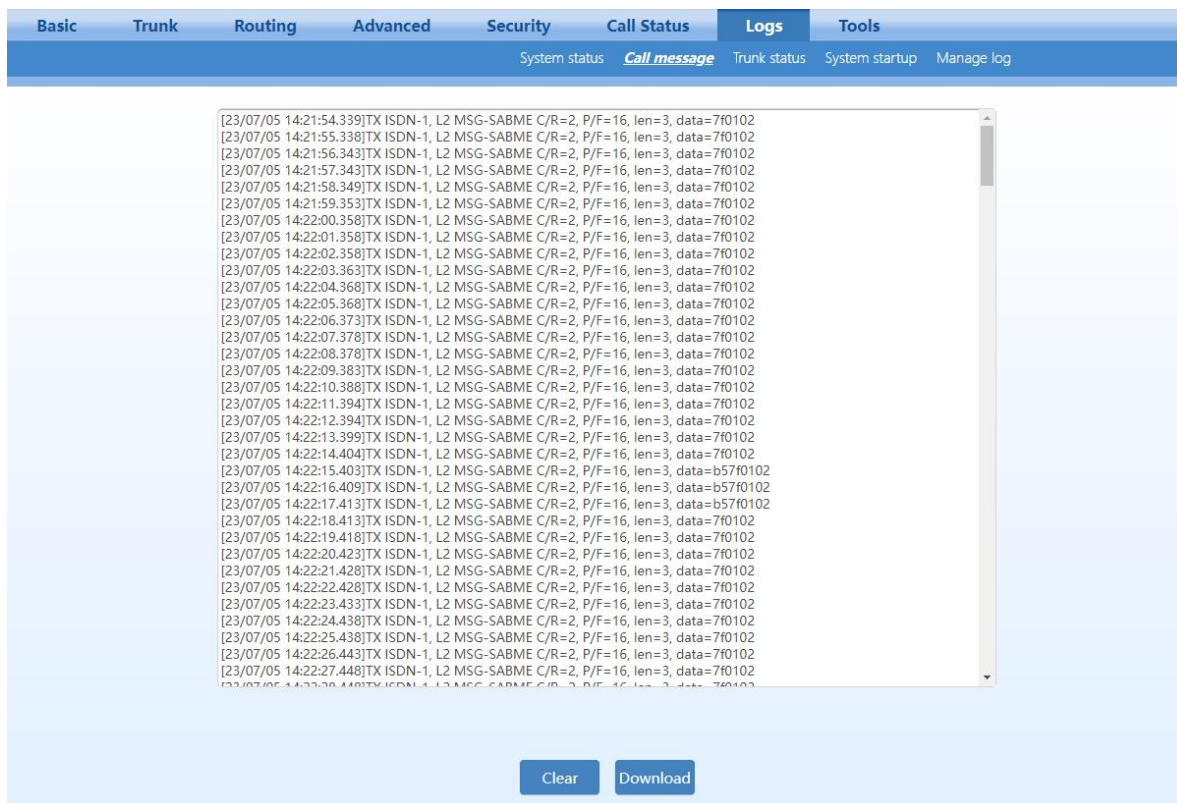 Basic Trunk Routing Advanced Security Call Status Logs Tools
System status Call message Trunk status System startup Manage log
[23/07/05 14:21:54.339]TX ISDN-1, L2 MSG-SABME C/R=2, P/F=16, len=3, data=7f0102
[23/07/05 14:21:55.338]TX ISDN-1, L2 MSG-SABME C/R=2, P/F=16, len=3, data=7f0102
[23/07/05 14:21:56.343]TX ISDN-1, L2 MSG-SABME C/R=2, P/F=16, len=3, data=7f0102
[23/07/05 14:21:57.343]TX ISDN-1, L2 MSG-SABME C/R=2, P/F=16, len=3, data=7f0102
[23/07/05 14:21:58.349]TX ISDN-1, L2 MSG-SABME C/R=2, P/F=16, len=3, data=7f0102
[23/07/05 14:21:59.353]TX ISDN-1, L2 MSG-SABME C/R=2, P/F=16, len=3, data=7f0102
[23/07/05 14:22:00.358]TX ISDN-1, L2 MSG-SABME C/R=2, P/F=16, len=3, data=7f0102
[23/07/05 14:22:01.358]TX ISDN-1, L2 MSG-SABME C/R=2, P/F=16, len=3, data=7f0102
[23/07/05 14:22:02.358]TX ISDN-1, L2 MSG-SABME C/R=2, P/F=16, len=3, data=7f0102
[23/07/05 14:22:03.363]TX ISDN-1, L2 MSG-SABME C/R=2, P/F=16, len=3, data=7f0102
[23/07/05 14:22:04.368]TX ISDN-1, L2 MSG-SABME C/R=2, P/F=16, len=3, data=7f0102
[23/07/05 14:22:05.368]TX ISDN-1, L2 MSG-SABME C/R=2, P/F=16, len=3, data=7f0102
[23/07/05 14:22:06.373]TX ISDN-1, L2 MSG-SABME C/R=2, P/F=16, len=3, data=7f0102
[23/07/05 14:22:07.378]TX ISDN-1, L2 MSG-SABME C/R=2, P/F=16, len=3, data=7f0102
[23/07/05 14:22:08.378]TX ISDN-1, L2 MSG-SABME C/R=2, P/F=16, len=3, data=7f0102
[23/07/05 14:22:09.383]TX ISDN-1, L2 MSG-SABME C/R=2, P/F=16, len=3, data=7f0102
[23/07/05 14:22:10.388]TX ISDN-1, L2 MSG-SABME C/R=2, P/F=16, len=3, data=7f0102
[23/07/05 14:22:11.394]TX ISDN-1, L2 MSG-SABME C/R=2, P/F=16, len=3, data=7f0102
[23/07/05 14:22:12.394]TX ISDN-1, L2 MSG-SABME C/R=2, P/F=16, len=3, data=7f0102
[23/07/05 14:22:13.399]TX ISDN-1, L2 MSG-SABME C/R=2, P/F=16, len=3, data=7f0102
[23/07/05 14:22:14.404]TX ISDN-1, L2 MSG-SABME C/R=2, P/F=16, len=3, data=7f0102
[23/07/05 14:22:15.403]TX ISDN-1, L2 MSG-SABME C/R=2, P/F=16, len=3, data=b57f0102
[23/07/05 14:22:16.409]TX ISDN-1, L2 MSG-SABME C/R=2, P/F=16, len=3, data=b57f0102
[23/07/05 14:22:17.413]TX ISDN-1, L2 MSG-SABME C/R=2, P/F=16, len=3, data=b57f0102
[23/07/05 14:22:18.413]TX ISDN-1, L2 MSG-SABME C/R=2, P/F=16, len=3, data=7f0102
[23/07/05 14:22:19.418]TX ISDN-1, L2 MSG-SABME C/R=2, P/F=16, len=3, data=7f0102
[23/07/05 14:22:20.423]TX ISDN-1, L2 MSG-SABME C/R=2, P/F=16, len=3, data=7f0102
[23/07/05 14:22:21.428]TX ISDN-1, L2 MSG-SABME C/R=2, P/F=16, len=3, data=7f0102
[23/07/05 14:22:22.428]TX ISDN-1, L2 MSG-SABME C/R=2, P/F=16, len=3, data=7f0102
[23/07/05 14:22:23.433]TX ISDN-1, L2 MSG-SABME C/R=2, P/F=16, len=3, data=7f0102
[23/07/05 14:22:24.438]TX ISDN-1, L2 MSG-SABME C/R=2, P/F=16, len=3, data=7f0102
[23/07/05 14:22:25.438]TX ISDN-1, L2 MSG-SABME C/R=2, P/F=16, len=3, data=7f0102
[23/07/05 14:22:26.443]TX ISDN-1, L2 MSG-SABME C/R=2, P/F=16, len=3, data=7f0102
[23/07/05 14:22:27.448]TX ISDN-1, L2 MSG-SABME C/R=2, P/F=16, len=3, data=7f0102
Clear Download